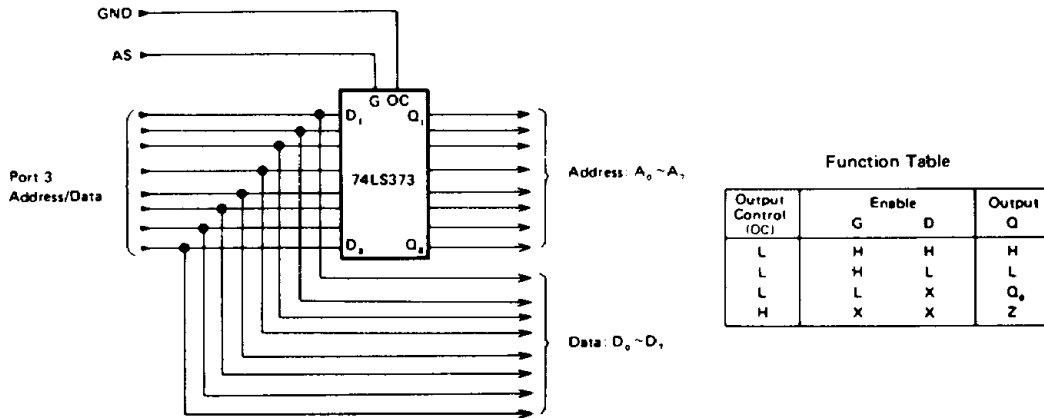 GND
AS
G OC
D₁ Q₁
Port 3
Address/Data
74LS373
D₈ Q₈
Address: A₀~A₇
Data: D₀~D₇
Function Table
Output Control (OC) Enable Output
G D Q
L H H H
L H L L
L L X Q₀
H X X Z